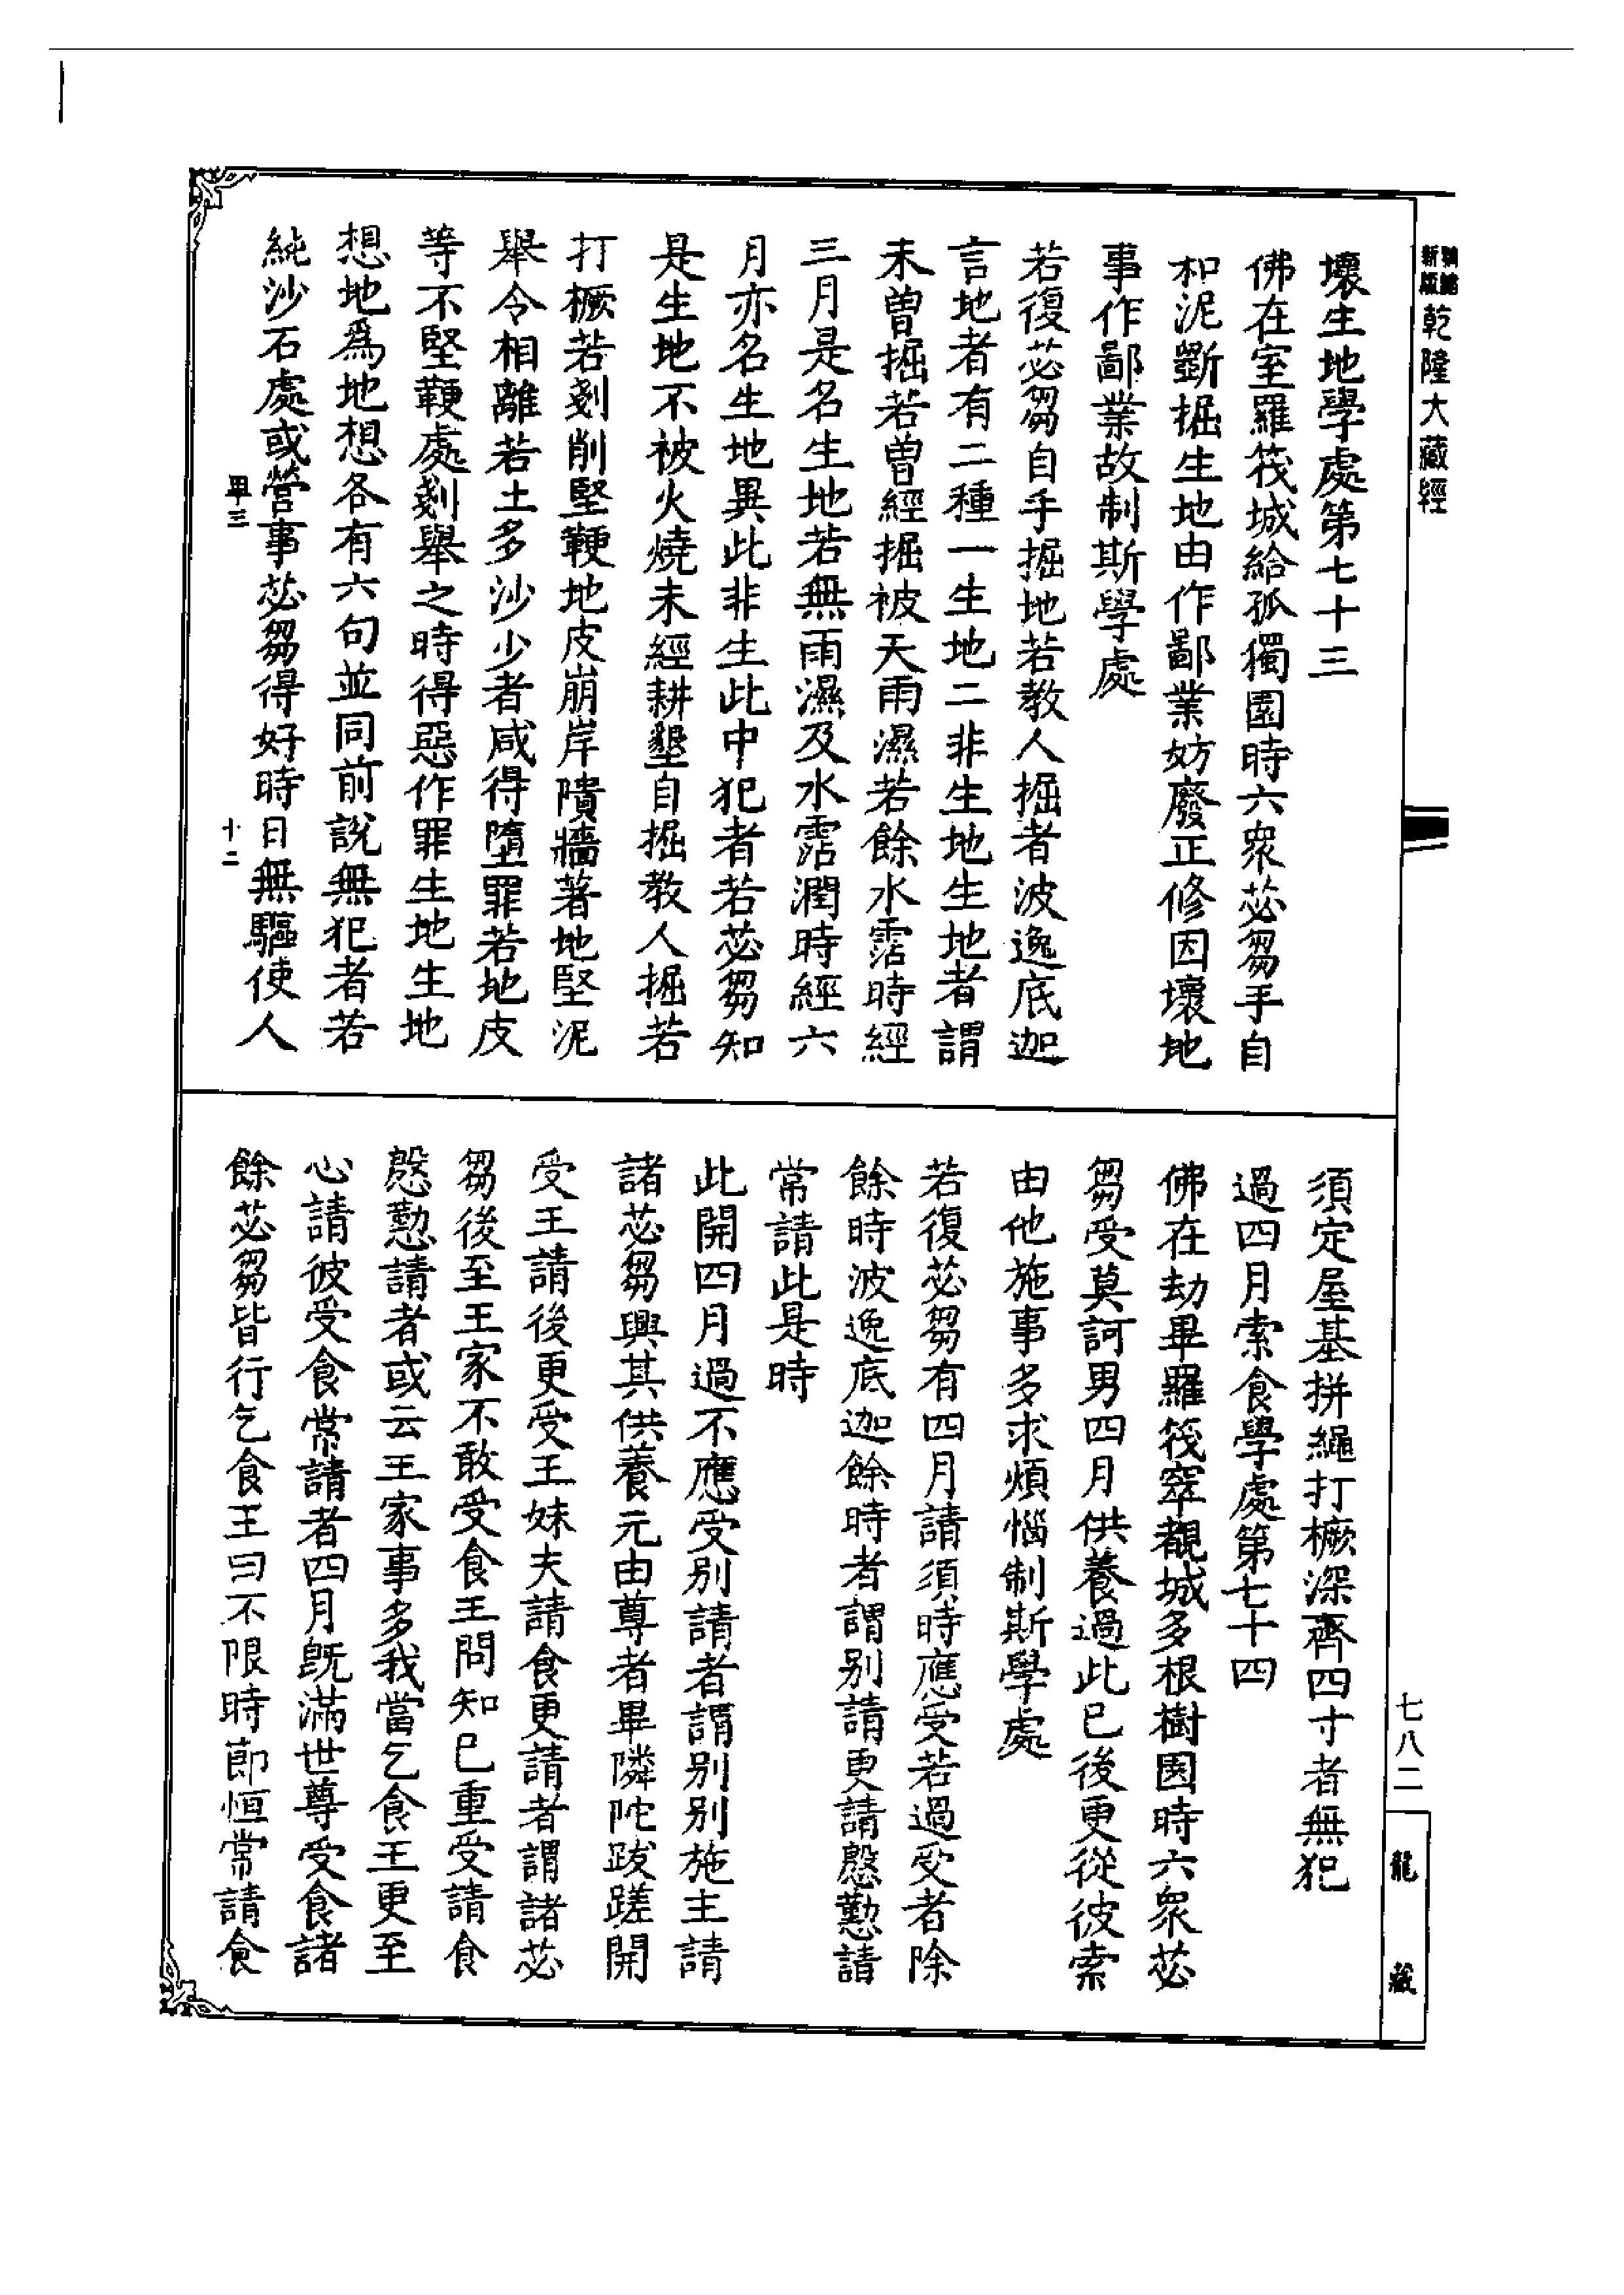 新版
乾隆大藏經
壞生地學處第七十三
佛在室羅筏城給孤獨園時六衆苾芻手自
和泥斲掘生地由作鄙業妨廢正修因壞地
事作鄙業故制斯學處
若復苾芻自手掘地若教人掘者波逸底迦
言地者有二種一生地二非生地生地者謂
未曾掘若曾經掘被天雨濕若餘水霑時經
三月是名生地若無雨濕及水霑潤時經六
月亦名生地異此非生此中犯者若苾芻知
是生地不被火燒未經耕墾自掘教人掘若
打橛若剗削堅鞕地皮崩岸隤牆著地堅泥
舉令相離若土多沙少者咸得墮罪若地皮
等不堅鞕處剗舉之時得惡作罪生地生地
想地爲地想各有六句並同前說無犯者若
純沙石處或營事苾芻得好時日無驅使人
畢三
十二
須定屋基拼繩打橛深齊四寸者無犯
過四月索食學處第七十四
佛在劫畢羅筏窣覩城多根樹園時六衆苾
芻受莫訶男四月供養過此已後更從彼索
由他施事多求煩惱制斯學處
若復苾芻有四月請須時應受若過受者除
餘時波逸底迦餘時者謂別請更請慇懃請
常請此是時
此開四月過不應受別請者謂別別施主請
諸苾芻興其供養元由尊者畢隣陀跋蹉開
受王請後更受王妹夫請食更請者謂諸苾
芻後至王家不敢受食王問知已重受請食
慇懃請者或云王家事多我當乞食王更至
心請彼受食常請者四月旣滿世尊受食諸
餘苾芻皆行乞食王曰不限時節恒常請食
七八二
龍藏